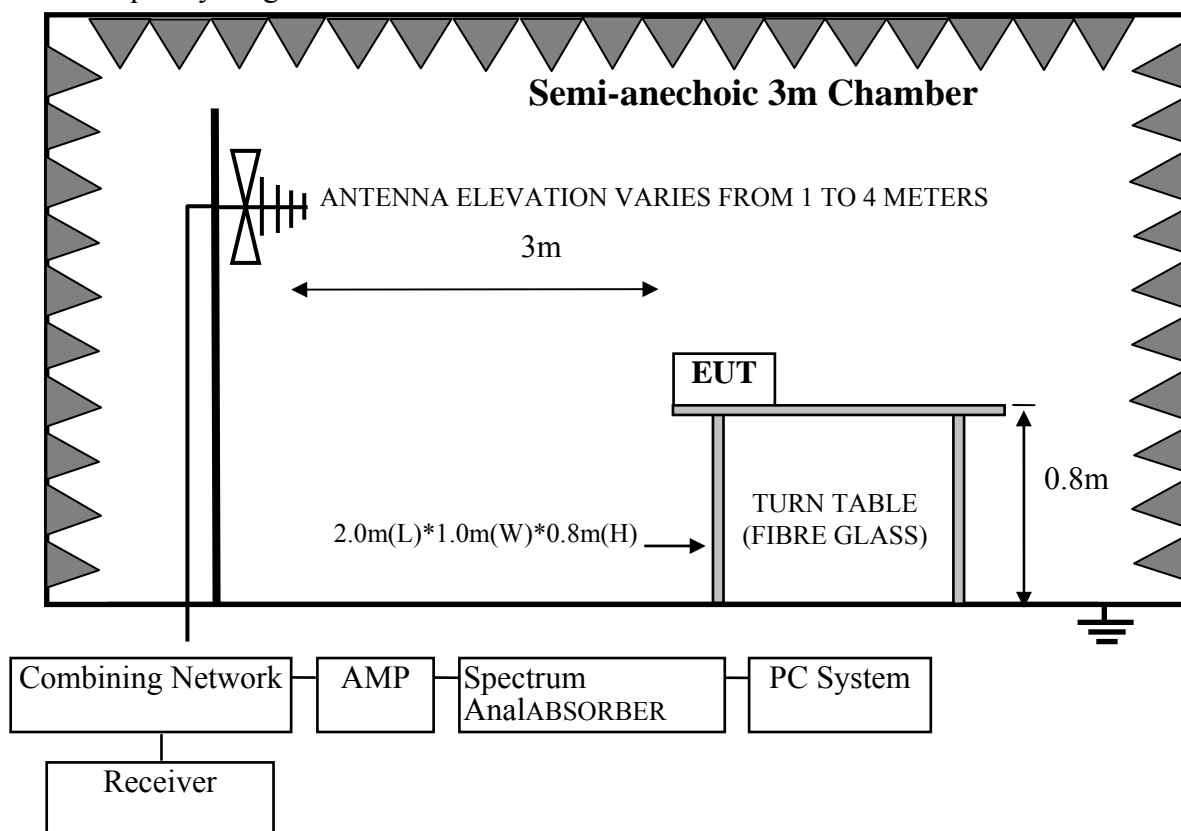 Semi-anechoic 3m Chamber
ANTENNA ELEVATION VARIES FROM 1 TO 4 METERS
3m
EUT
0.8m
TURN TABLE
(FIBRE GLASS)
2.0m(L)*1.0m(W)*0.8m(H)
Combining Network
AMP
Spectrum
AnalABSORBER
PC System
Receiver